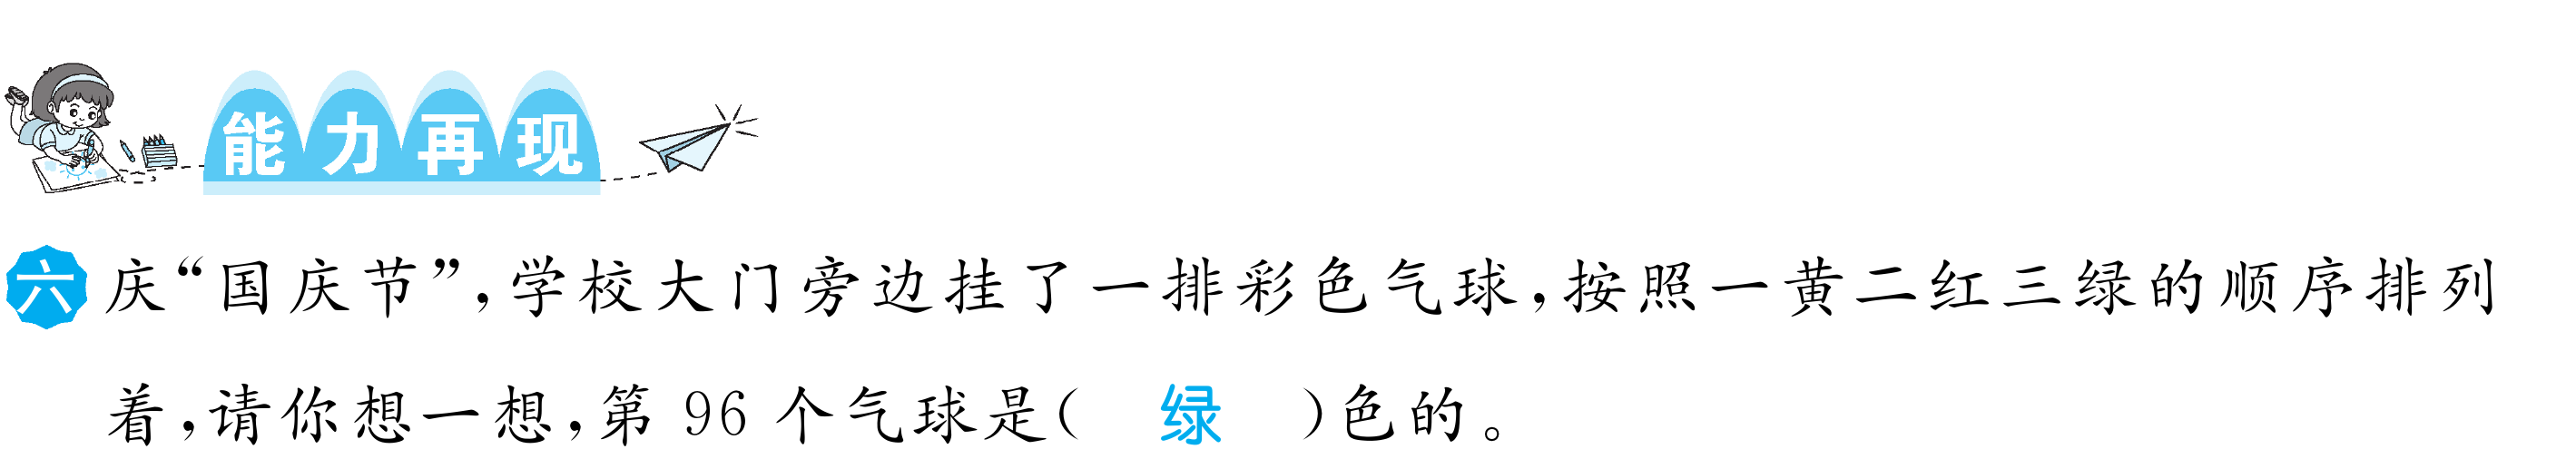 能力再现
六 庆“国庆节”,学校大门旁边挂了一排彩色气球,按照一黄二红三绿的顺序排列
着,请你想一想,第 96 个气球是( 绿 )色的。